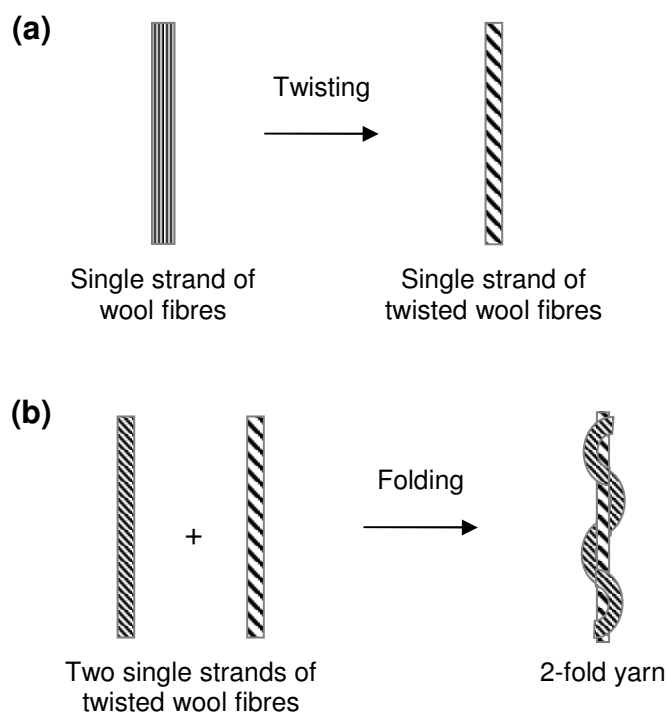 (a)
Twisting
Single strand of
wool fibres
Single strand of
twisted wool fibres
(b)
+
Folding
Two single strands of
twisted wool fibres
2-fold yarn